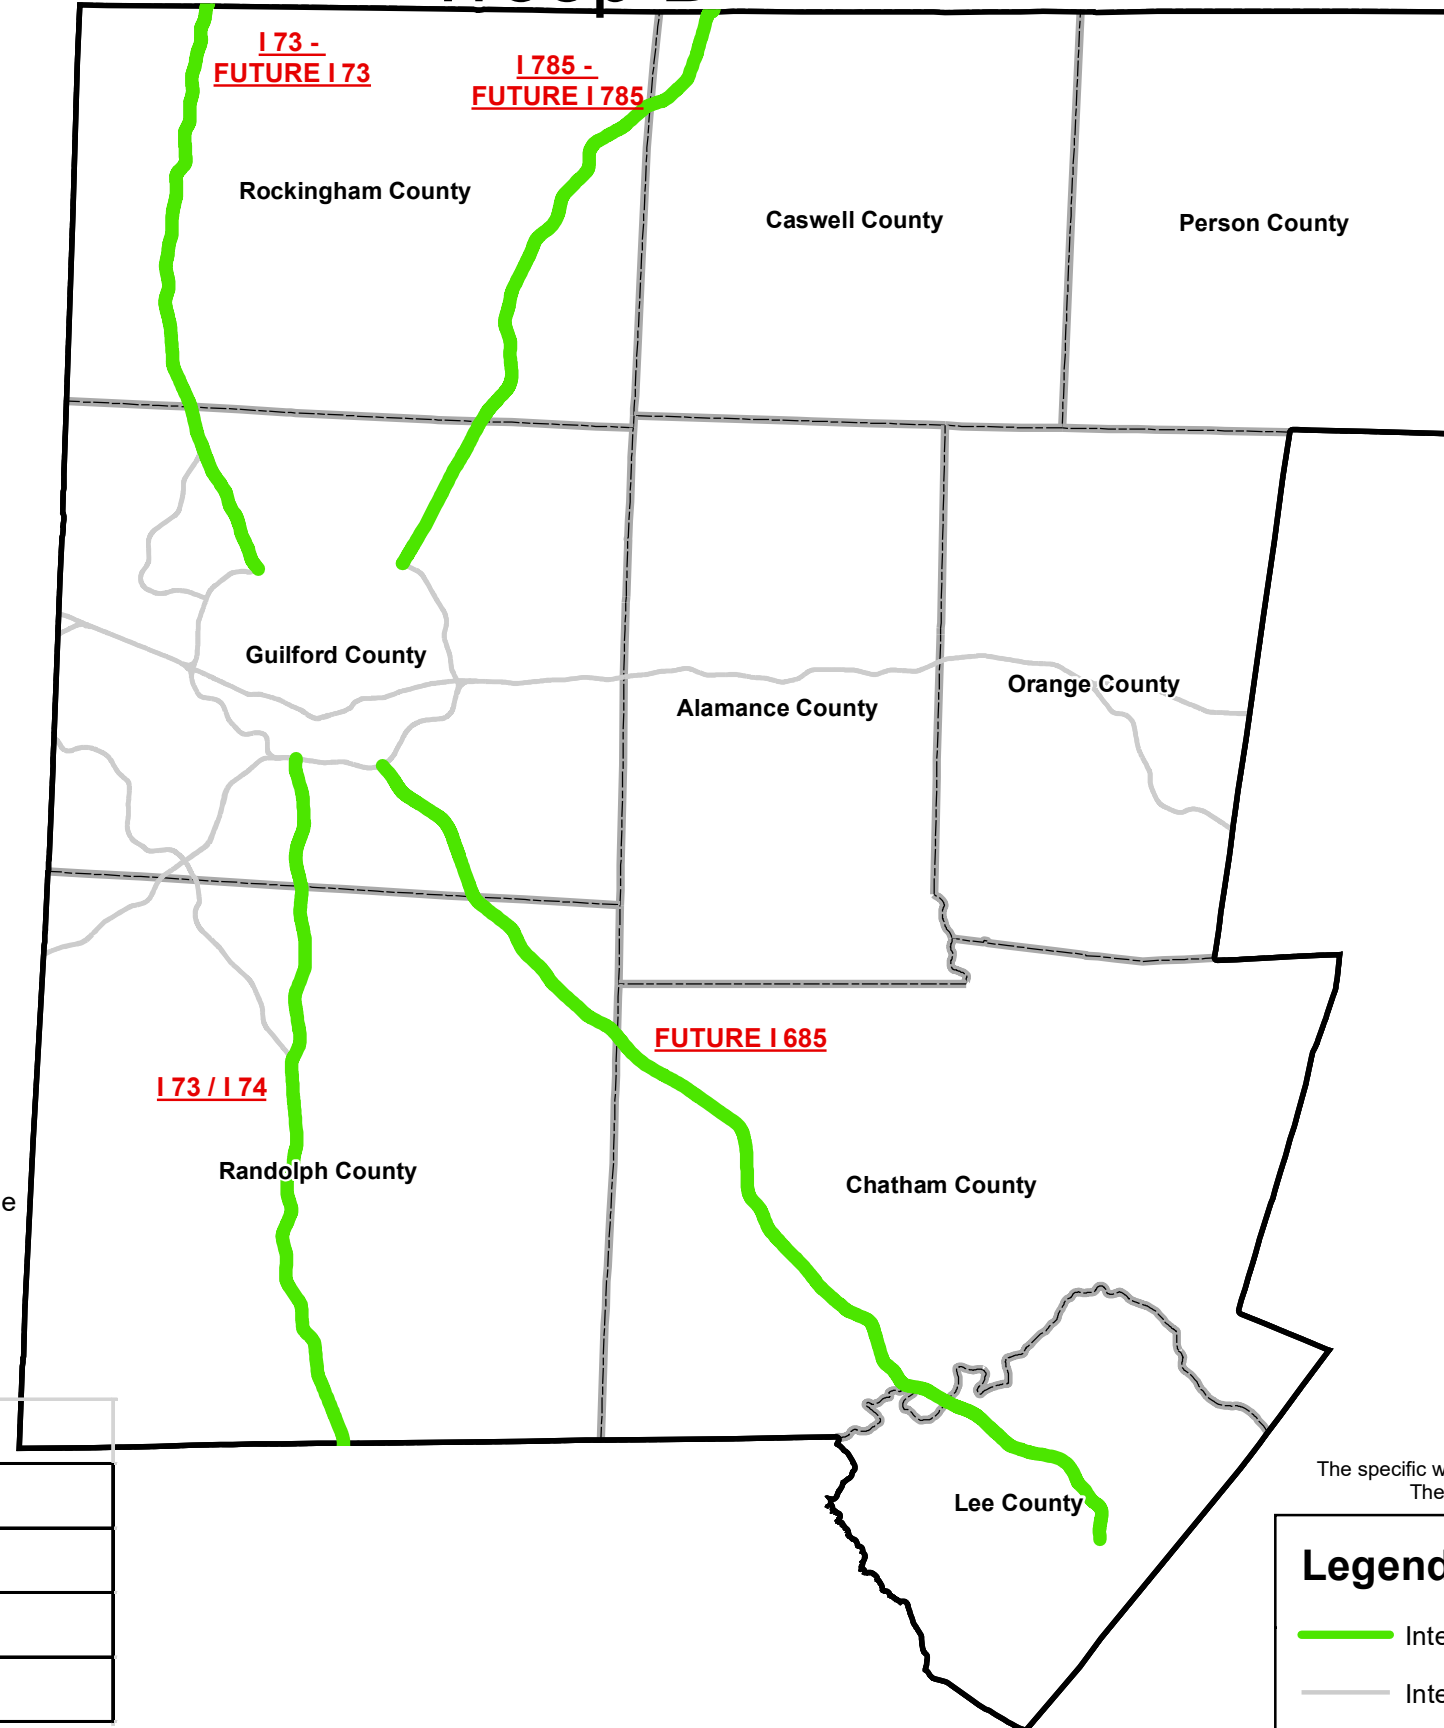 I 73 -
FUTURE I 73
I 785 -
FUTURE I 785
Rockingham County
Caswell County
Person County
Guilford County
Alamance County
Orange County
FUTURE I 685
I 73 / I 74
Randolph County
Chatham County
e
Lee County
The specific w
The
Legend
Inte
Inte